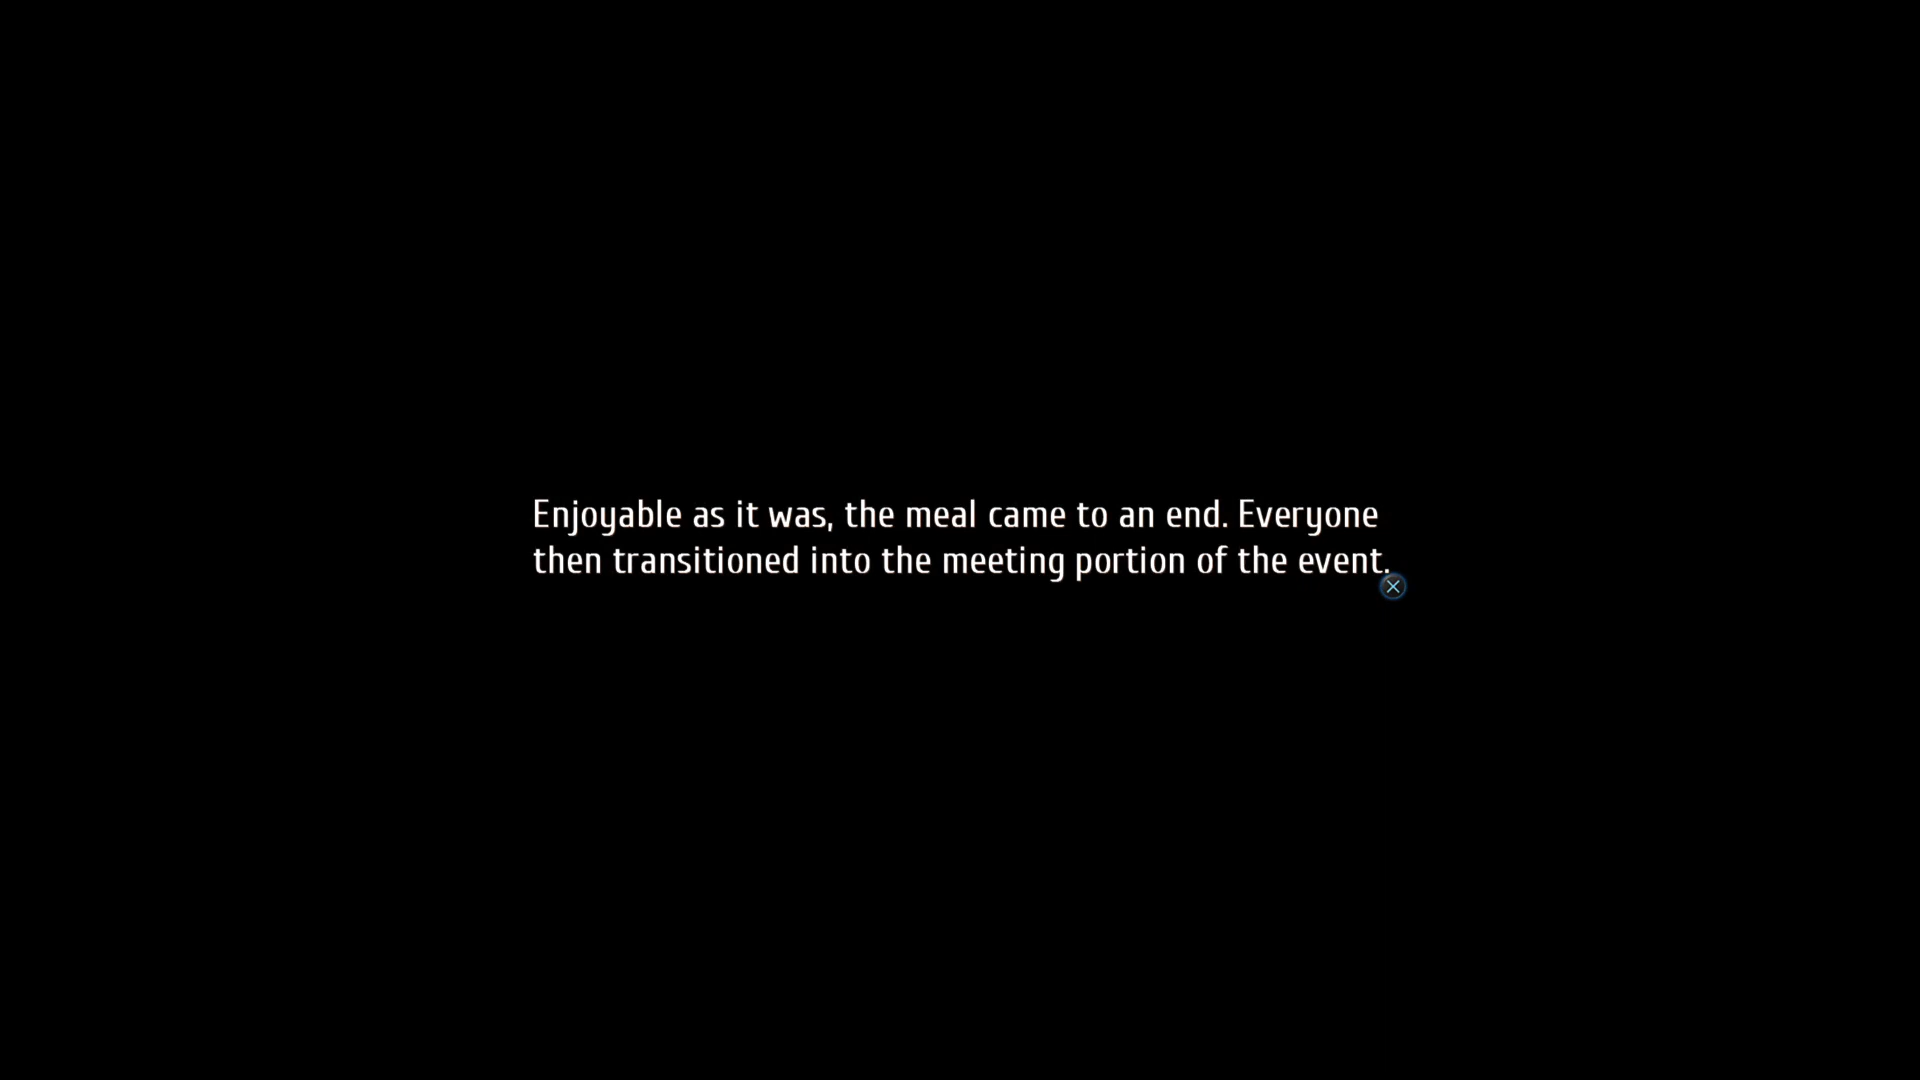 Enjoyable as it was, the meal came to an end. Everyone
then transitioned into the meeting portion of the event.